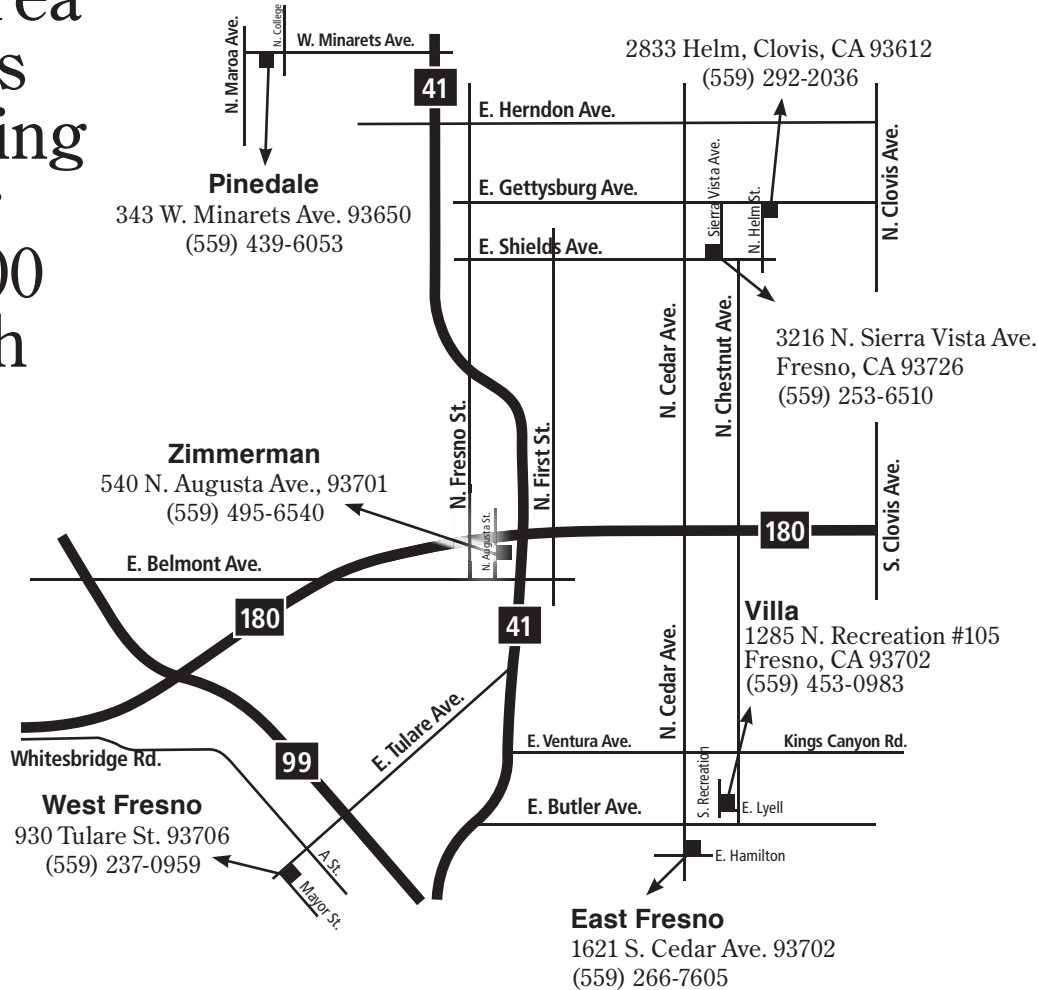 rea
s
ing
00
h
N. Maroa Ave.
N. College
W. Minarets Ave.
41
2833 Helm, Clovis, CA 93612
(559) 292-2036
E. Herndon Ave.
Pinedale
343 W. Minarets Ave. 93650
(559) 439-6053
E. Gettysburg Ave.
Sierra Vista Ave.
N. Helm St.
N. Clovis Ave.
E. Shields Ave.
3216 N. Sierra Vista Ave.
Fresno, CA 93726
(559) 253-6510
N. Cedar Ave.
N. Chestnut Ave.
N. Fresno St.
N. First St.
Zimmerman
540 N. Augusta Ave., 93701
(559) 495-6540
N. Augusta St.
180
S. Clovis Ave.
E. Belmont Ave.
180
41
Villa
1285 N. Recreation #105
Fresno, CA 93702
(559) 453-0983
N. Cedar Ave.
E. Tulare Ave.
E. Ventura Ave.
Kings Canyon Rd.
Whitesbridge Rd.
99
S. Recreation
E. Lyell
E. Butler Ave.
West Fresno
930 Tulare St. 93706
(559) 237-0959
A St.
Mayor St.
E. Hamilton
East Fresno
1621 S. Cedar Ave. 93702
(559) 266-7605